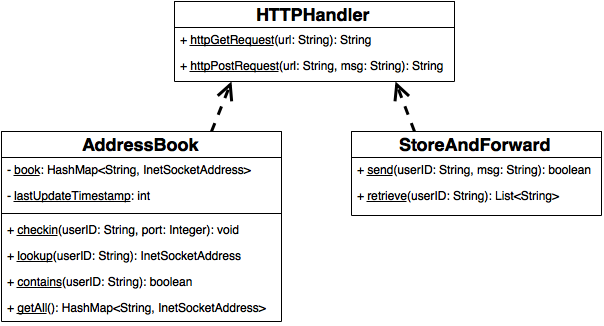 HTTPHandler
+ httpGetRequest(url: String): String
+ httpPostRequest(url: String, msg: String): String
AddressBook
- book: HashMap<String, InetSocketAddress>
- lastUpdateTimestamp: int
+ checkin(userID: String, port: Integer): void
+ lookup(userID: String): InetSocketAddress
+ contains(userID: String): boolean
+ getAll(): HashMap<String, InetSocketAddress>
StoreAndForward
+ send(userID: String, msg: String): boolean
+ retrieve(userID: String): List<String>